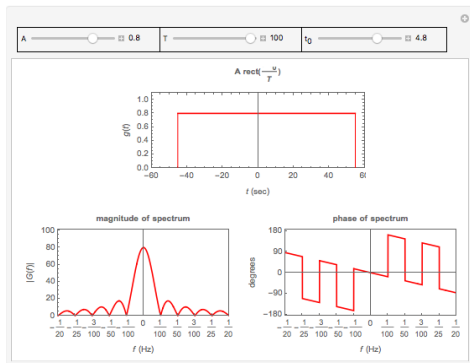 A 0.8 T 100 t0 4.8
A rect( )
T
1.0
0.8
0.6
0.4
0.2
0.0
g(t)
-60 -40 -20 0 20 40 60
t (sec)
magnitude of spectrum
100
80
60
40
20
0
|G(f)|
-1/20 -1/25 -3/100 -1/50 -1/100 0 1/100 1/50 3/100 1/25 1/20
f (Hz)
phase of spectrum
180
90
0
-90
-180
degrees
-1/20 -1/25 -3/100 -1/50 -1/100 0 1/100 1/50 3/100 1/25 1/20
f (Hz)